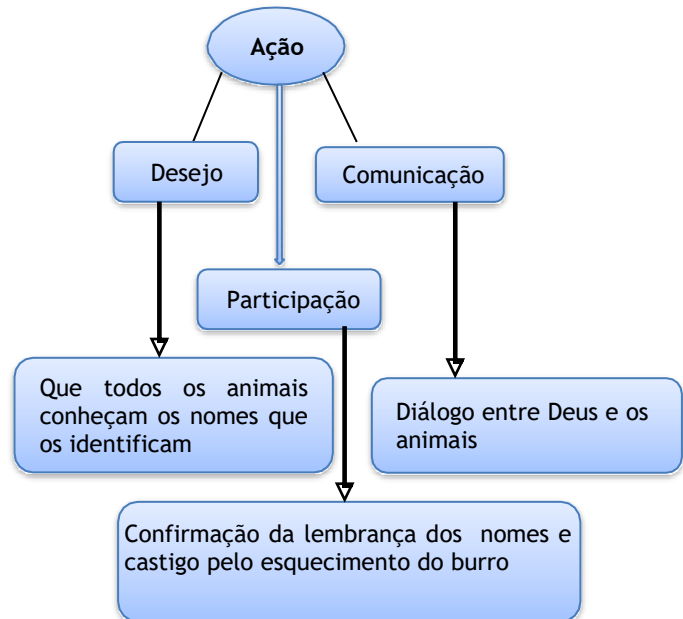 Ação
Desejo
Comunicação
Participação
Que todos os animais
conheçam os nomes que
os identificam
Diálogo entre Deus e os
animais
Confirmação da lembrança dos nomes e
castigo pelo esquecimento do burro